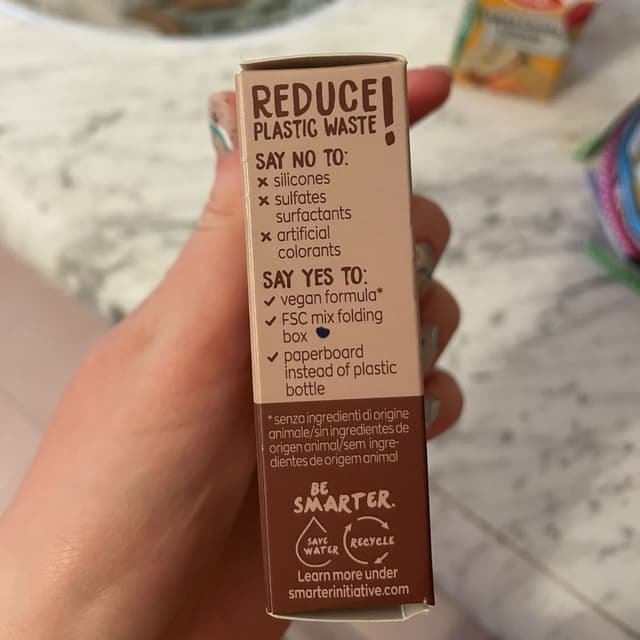 REDUCE!
PLASTIC WASTE
SAY NO TO:
× silicones
× sulfates
surfactants
× artificial
colorants
SAY YES TO:
✓ vegan formula*
✓ FSC mix folding
box
✓ paperboard
instead of plastic
bottle
*senza ingredienti di origine
animale/sin ingredientes de
origen animal/sem ingre-
dientes de origem animal
BE
SMARTER.
SAVE
WATER
RECYCLE
Learn more under
smarterinitiative.com